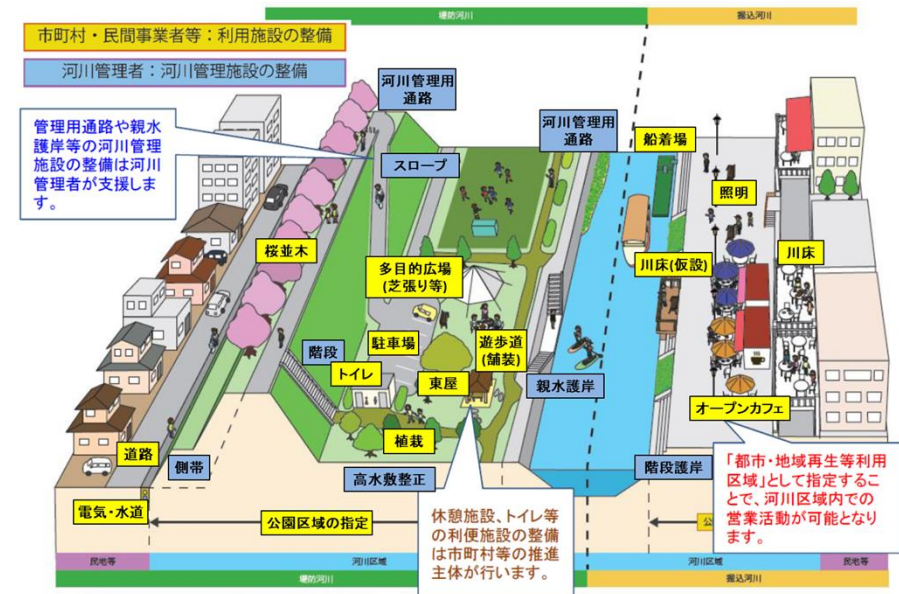 堤防河川
掘込河川
市町村・民間事業者等：利用施設の整備
河川管理者：河川管理施設の整備
管理用通路や親水
護岸等の河川管理
施設の整備は河川
管理者が支援しま
す。
河川管理用
通路
スロープ
河川管理用
通路
船着場
照明
桜並木
多目的広場
(芝張り等)
川床(仮設)
川床
階段
駐車場
遊歩道
(舗装)
トイレ
東屋
親水護岸
オープンカフェ
植栽
道路
側帯
高水敷整正
階段護岸
電気・水道
公園区域の指定
公
休憩施設、トイレ等
の利便施設の整備
は市町村等の推進
主体が行います。
「都市・地域再生等利用
区域」として指定するこ
とで、河川区域内での
営業活動が可能となり
ます。
民地等
河川区域
河川区域
民地等
堤防河川
掘込河川